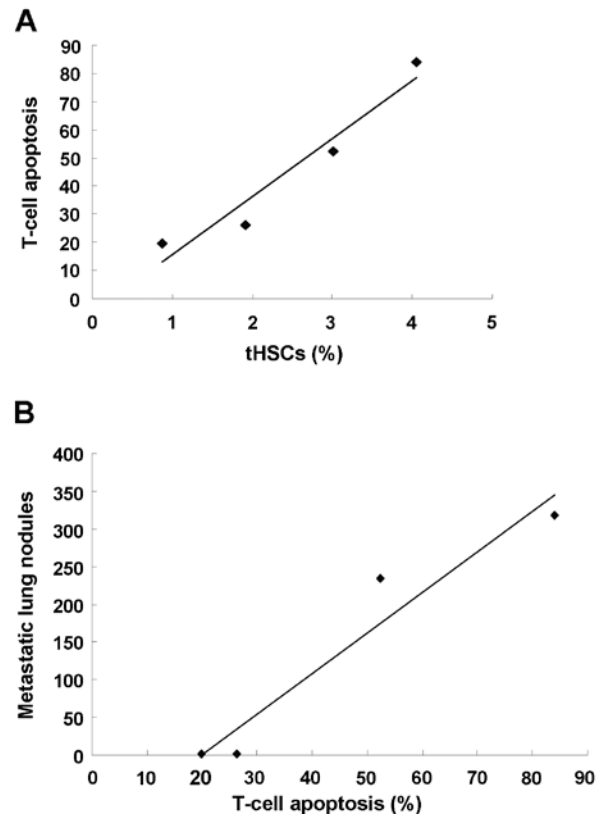 A
90
80
70
60
50
40
30
20
10
0
T-cell apoptosis
0 1 2 3 4 5
tHSCs (%)
B
400
350
300
250
200
150
100
50
0
Metastatic lung nodules
0 10 20 30 40 50 60 70 80 90
T-cell apoptosis (%)